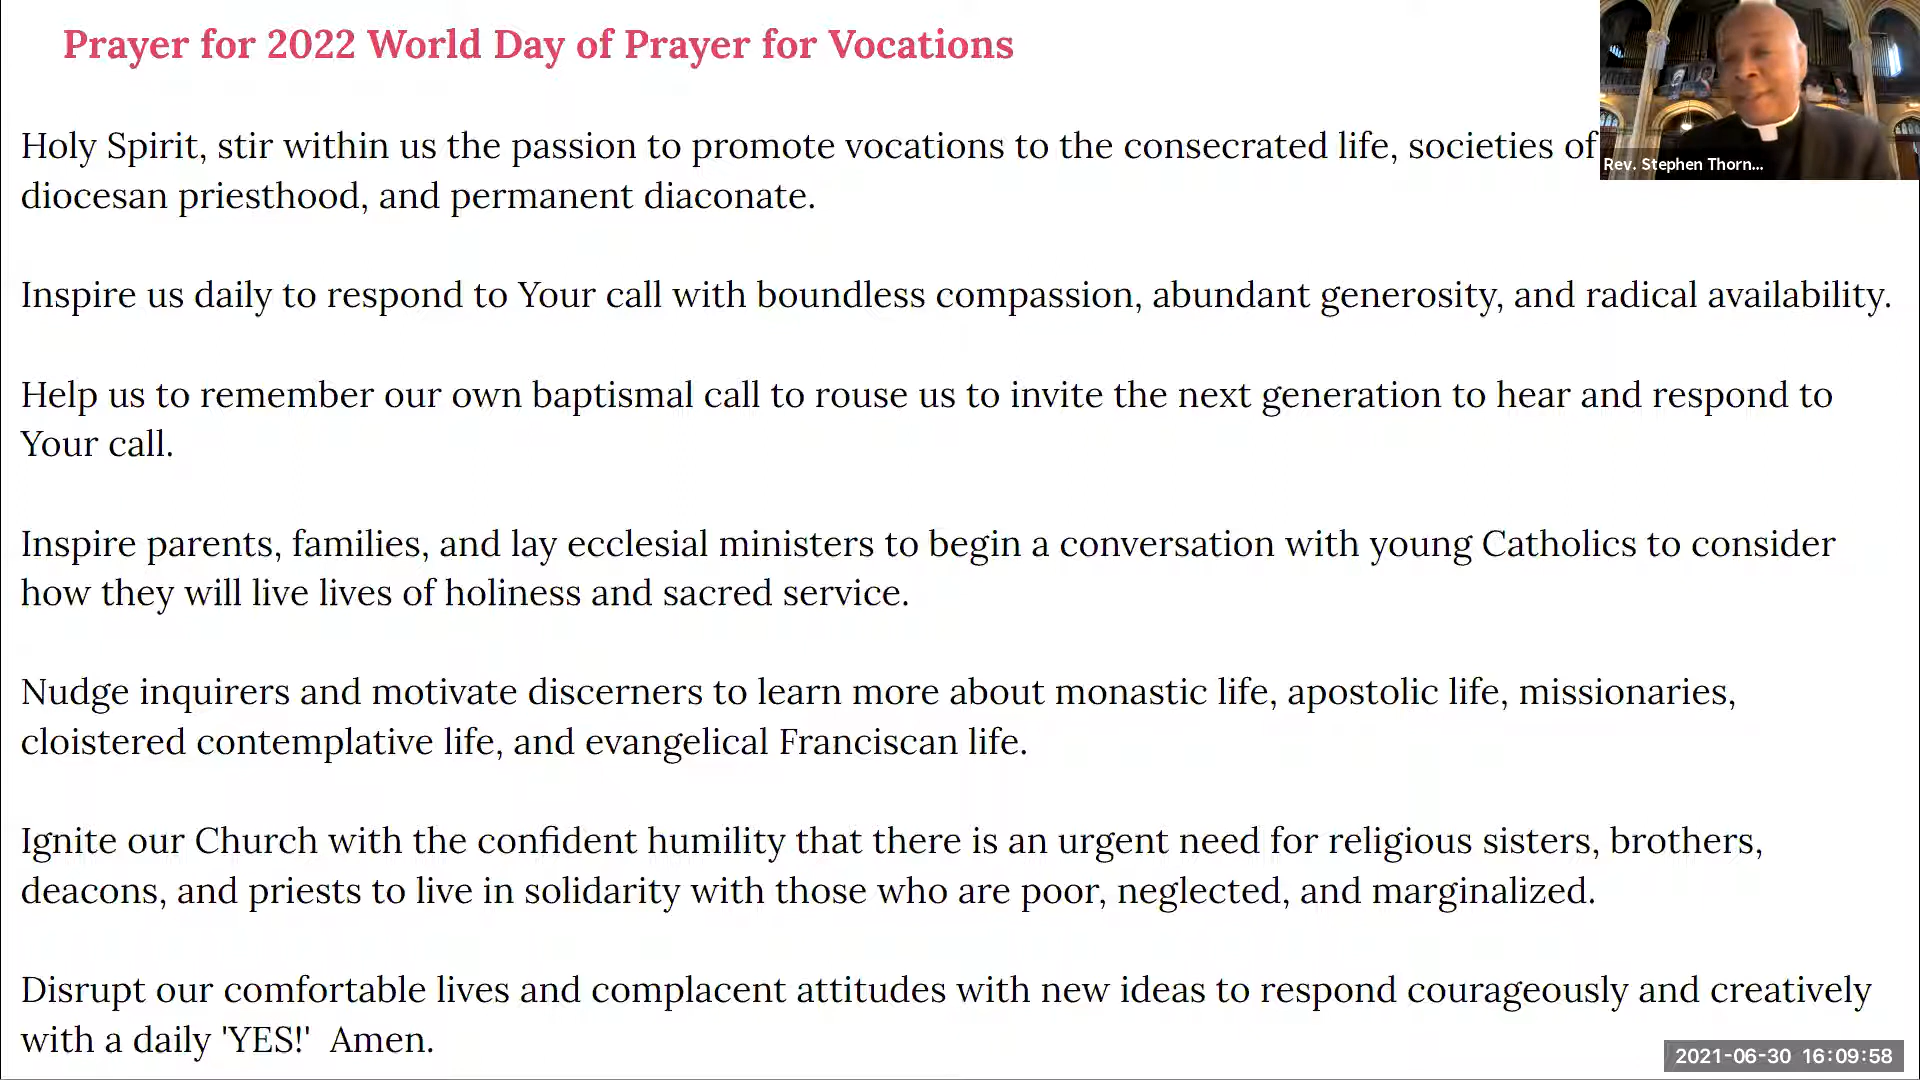 Prayer for 2022 World Day of Prayer for Vocations
Holy Spirit, stir within us the passion to promote vocations to the consecrated life, societies of
diocesan priesthood, and permanent diaconate.
Inspire us daily to respond to Your call with boundless compassion, abundant generosity, and radical availability.
Help us to remember our own baptismal call to rouse us to invite the next generation to hear and respond to
Your call.
Inspire parents, families, and lay ecclesial ministers to begin a conversation with young Catholics to consider
how they will live lives of holiness and sacred service.
Nudge inquirers and motivate discerners to learn more about monastic life, apostolic life, missionaries,
cloistered contemplative life, and evangelical Franciscan life.
Ignite our Church with the confident humility that there is an urgent need for religious sisters, brothers,
deacons, and priests to live in solidarity with those who are poor, neglected, and marginalized.
Disrupt our comfortable lives and complacent attitudes with new ideas to respond courageously and creatively
with a daily 'YES!'  Amen.
Rev. Stephen Thorn...
2021-06-30 16:09:58